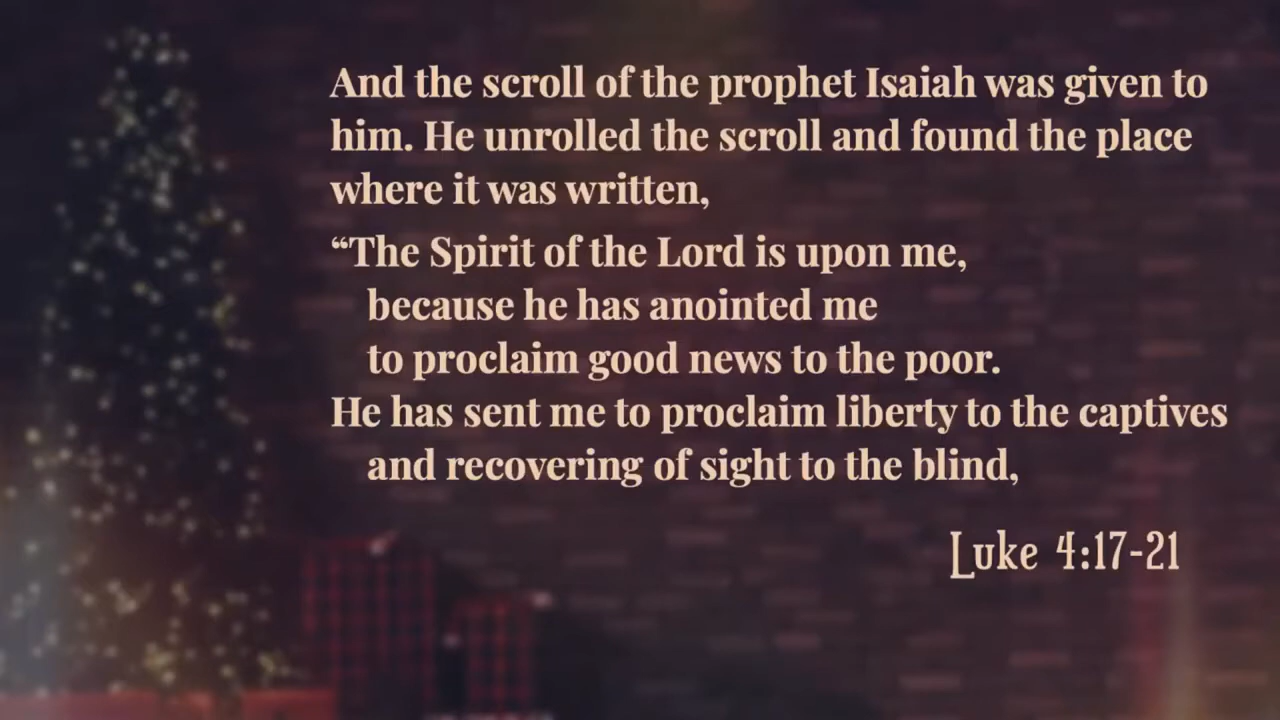 And the scroll of the prophet Isaiah was given to
him. He unrolled the scroll and found the place
where it was written,
“The Spirit of the Lord is upon me,
because he has anointed me
to proclaim good news to the poor.
He has sent me to proclaim liberty to the captives
and recovering of sight to the blind,
Luke 4:17-21